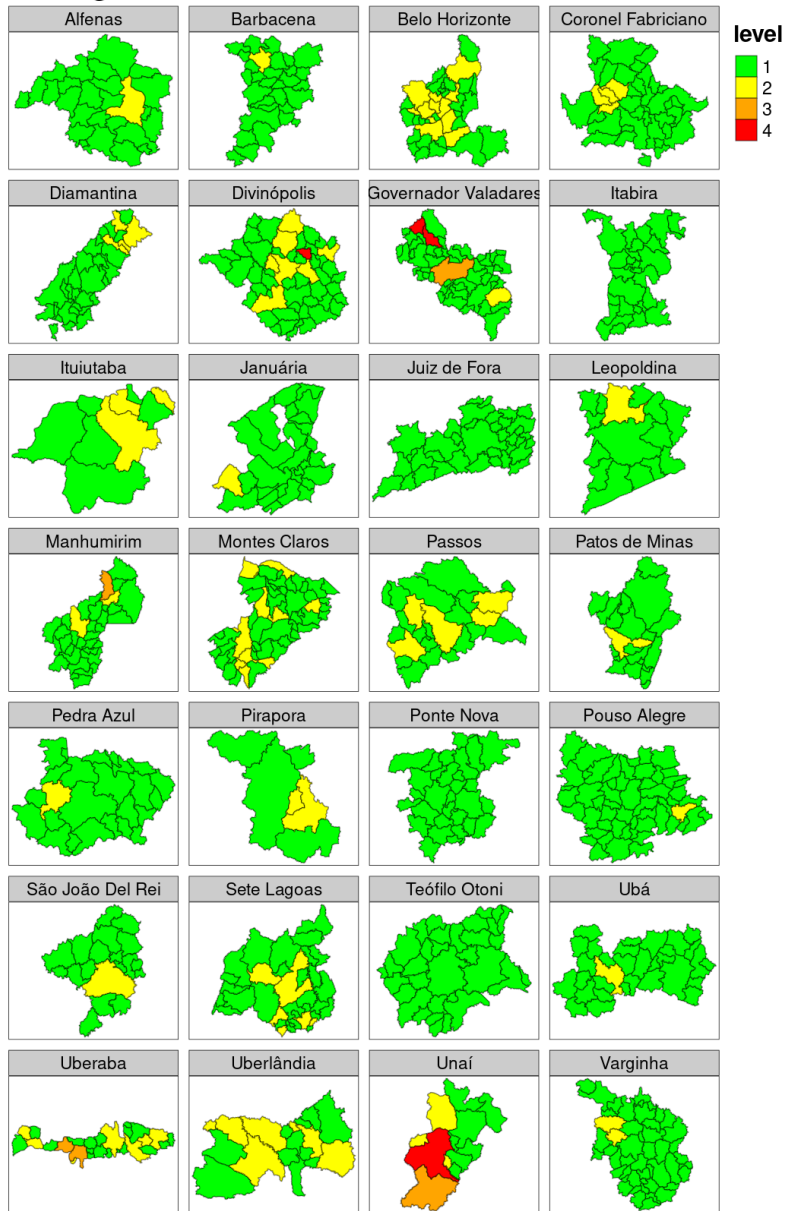 Alfenas
Barbacena
Belo Horizonte
Coronel Fabriciano
level
1
2
3
4
Diamantina
Divinópolis
Governador Valadares
Itabira
Ituiutaba
Januária
Juiz de Fora
Leopoldina
Manhumirim
Montes Claros
Passos
Patos de Minas
Pedra Azul
Pirapora
Ponte Nova
Pouso Alegre
São João Del Rei
Sete Lagoas
Teófilo Otoni
Ubá
Uberaba
Uberlândia
Unaí
Varginha